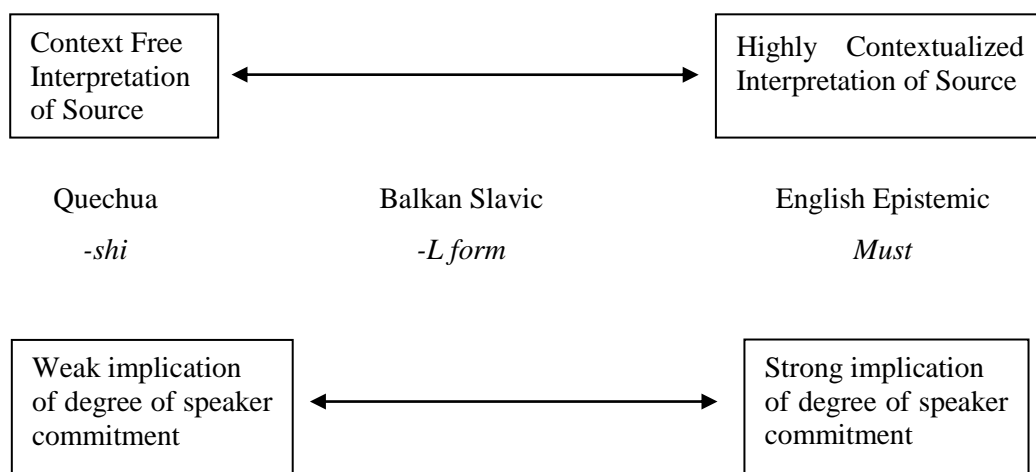 Context Free
Interpretation
of Source
Highly Contextualized
Interpretation of Source
Quechua
-shi
Balkan Slavic
-L form
English Epistemic
Must
Weak implication
of degree of speaker
commitment
Strong implication
of degree of speaker
commitment